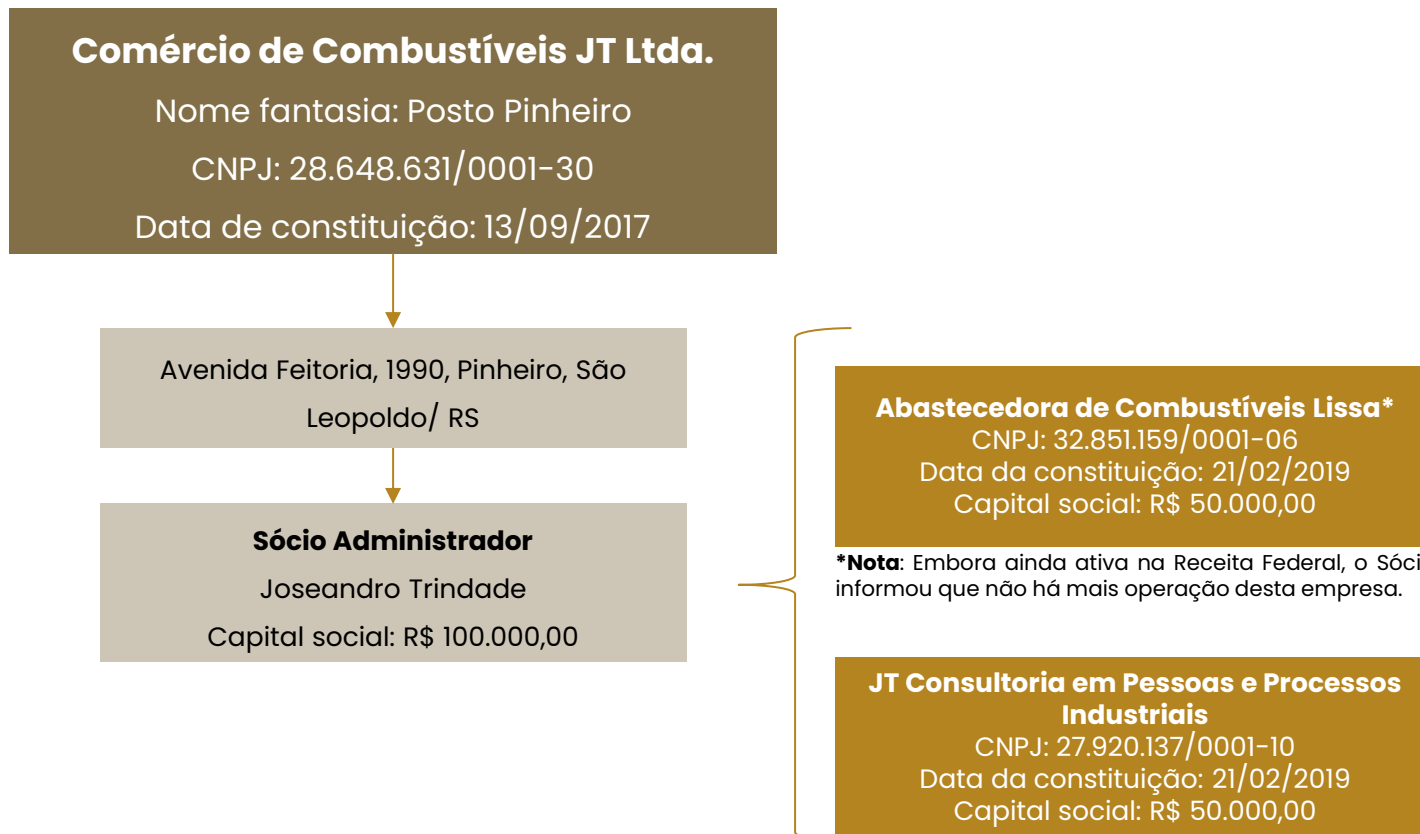 Comércio de Combustíveis JT Ltda.
Nome fantasia: Posto Pinheiro
CNPJ: 28.648.631/0001-30
Data de constituição: 13/09/2017
Avenida Feitoria, 1990, Pinheiro, São
Leopoldo/ RS
Sócio Administrador
Joseandro Trindade
Capital social: R$ 100.000,00
Abastecedora de Combustíveis Lissa*
CNPJ: 32.851.159/0001-06
Data da constituição: 21/02/2019
Capital social: R$ 50.000,00
*Nota: Embora ainda ativa na Receita Federal, o Sóci
informou que não há mais operação desta empresa.
JT Consultoria em Pessoas e Processos
Industriais
CNPJ: 27.920.137/0001-10
Data da constituição: 21/02/2019
Capital social: R$ 50.000,00